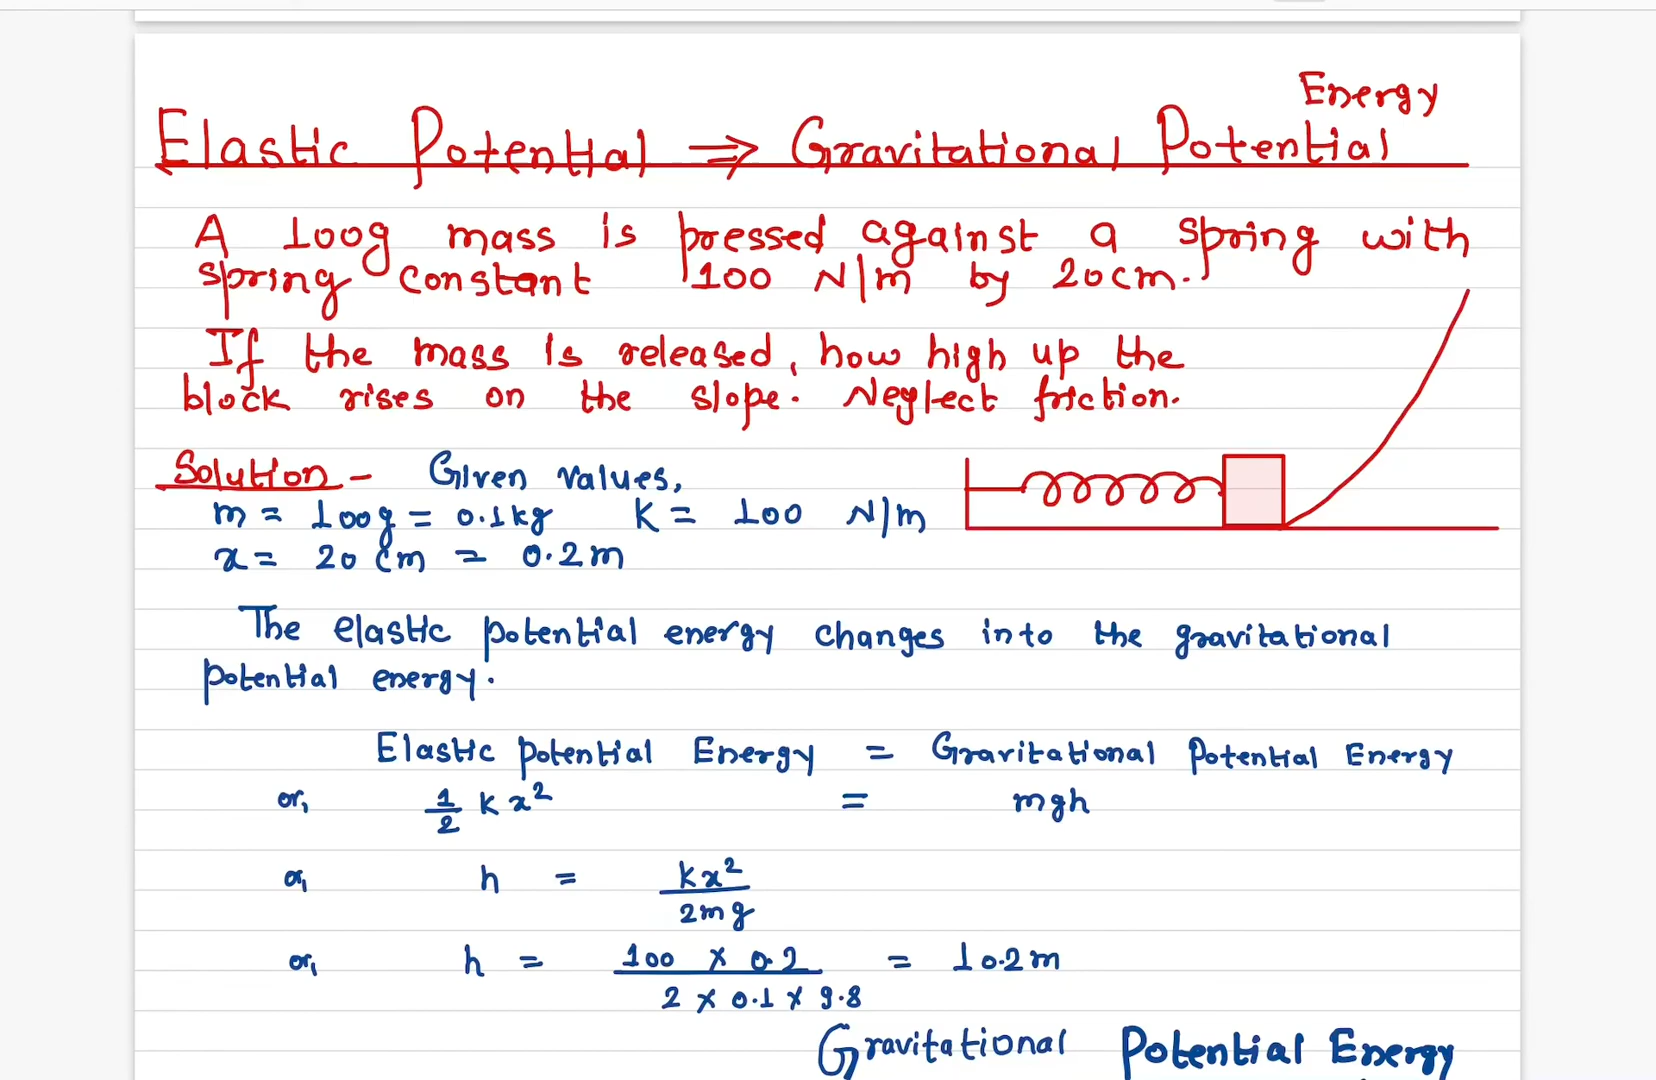 Energy
Elastic Potential ⇒ Gravitational Potential
A 100g mass is pressed against a spring with
spring constant 100 N/m by 20cm.
If the mass is released, how high up the
block rises on the slope. Neglect friction.
Solution - Given values,
m = 100g = 0.1kg K = 100 N/m
x = 20 cm = 0.2m
The elastic potential energy changes into the gravitational
potential energy.
Elastic potential Energy = Gravitational Potential Energy
or, 1/2 kx² = mgh
or, h = kx²/2mg
or, h = 100 × 0.2/2 × 0.1 × 9.8 = 10.2m
Gravitational Potential Energy